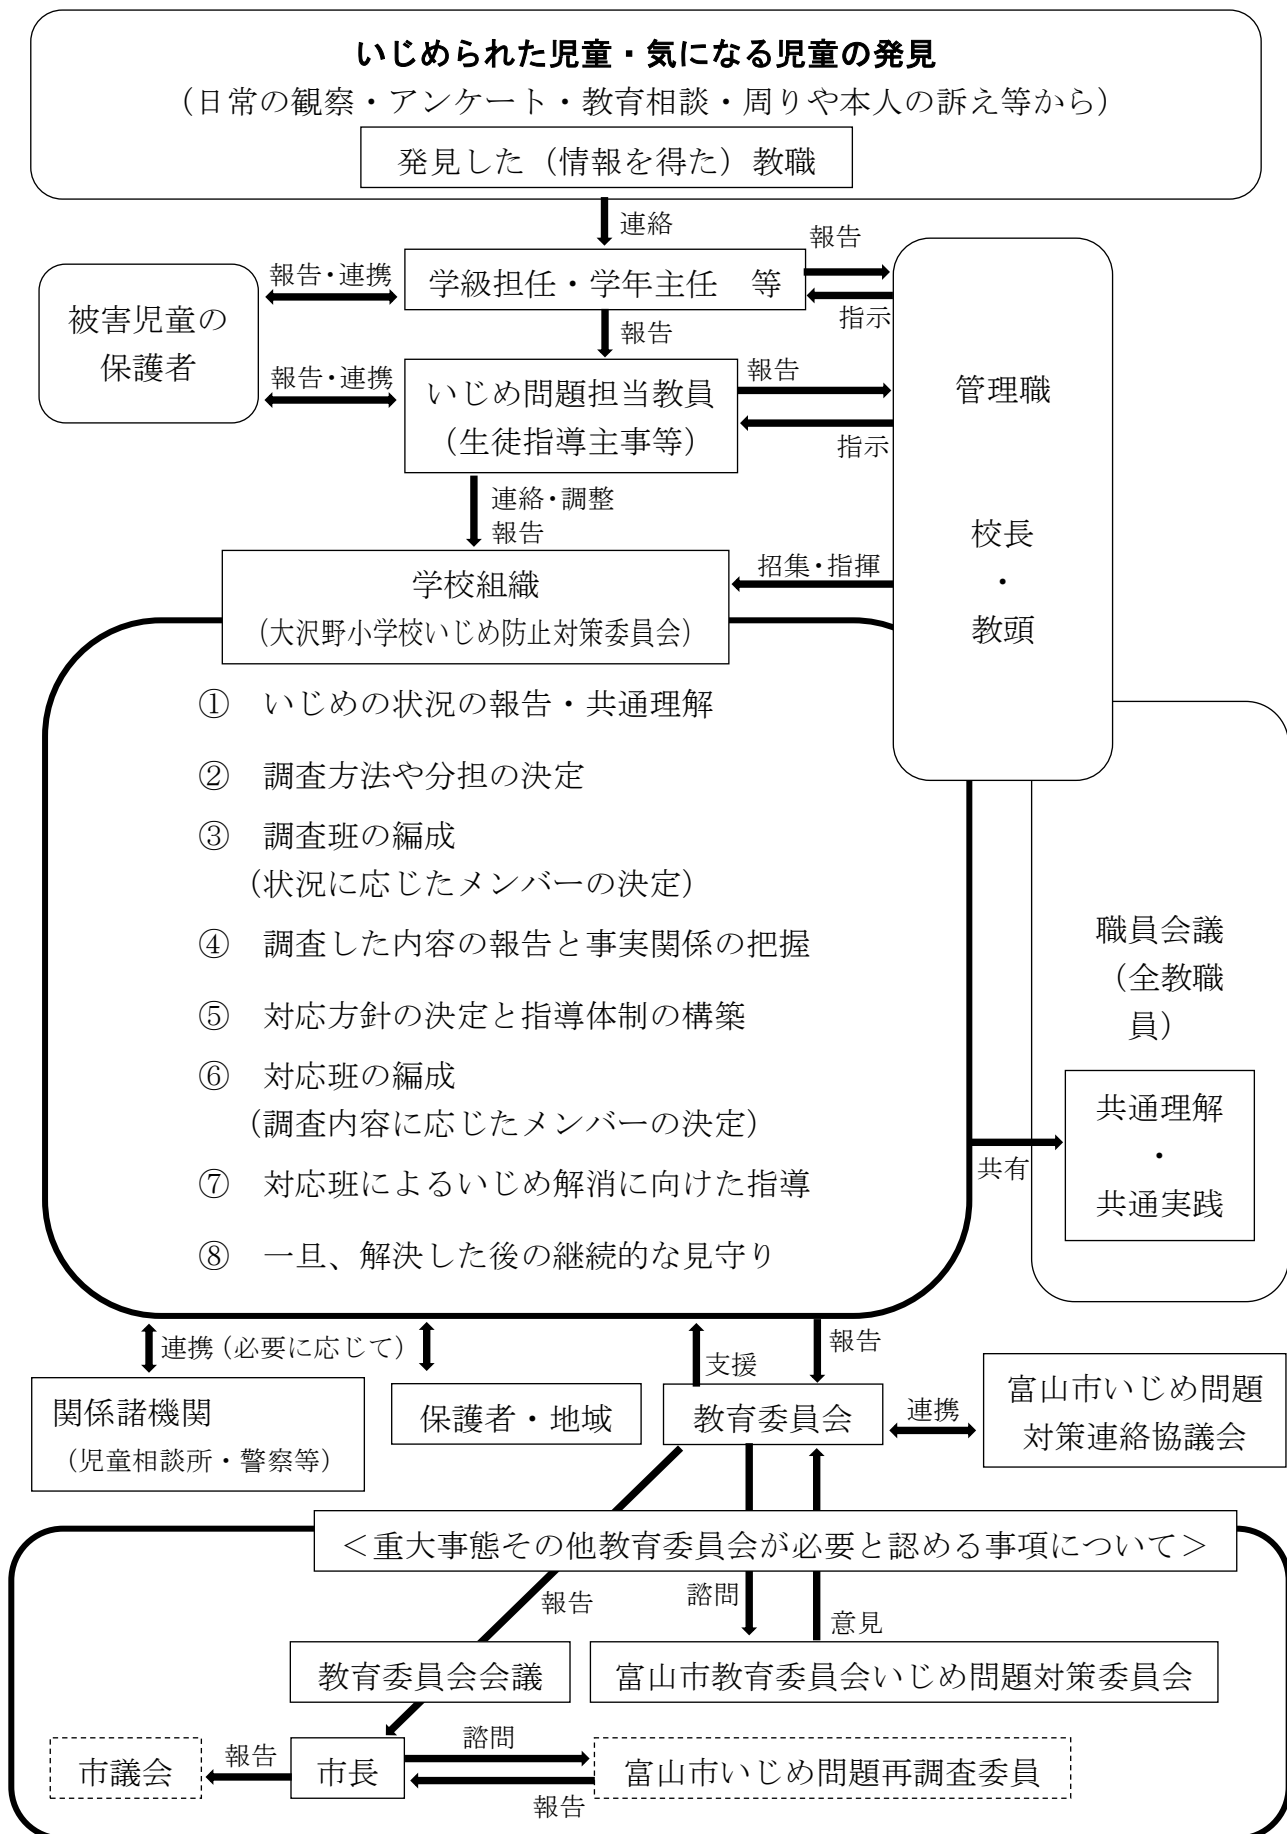 いじめられた児童・気になる児童の発見
（日常の観察・アンケート・教育相談・周りや本人の訴え等から）
発見した（情報を得た）教職
連絡
学級担任・学年主任　等
報告
指示
報告・連携
被害児童の
保護者
報告
報告・連携
いじめ問題担当教員
（生徒指導主事等）
報告
指示
管理職
校長
・
教頭
連絡・調整
報告
招集・指揮
学校組織
（大沢野小学校いじめ防止対策委員会）
①　いじめの状況の報告・共通理解
②　調査方法や分担の決定
③　調査班の編成
（状況に応じたメンバーの決定）
④　調査した内容の報告と事実関係の把握
⑤　対応方針の決定と指導体制の構築
⑥　対応班の編成
（調査内容に応じたメンバーの決定）
⑦　対応班によるいじめ解消に向けた指導
⑧　一旦、解決した後の継続的な見守り
職員会議
（全教職
員）
共有
共通理解
・
共通実践
連携（必要に応じて）
支援
報告
関係諸機関
（児童相談所・警察等）
保護者・地域
教育委員会
連携
富山市いじめ問題
対策連絡協議会
＜重大事態その他教育委員会が必要と認める事項について＞
報告
諮問
意見
教育委員会会議
富山市教育委員会いじめ問題対策委員会
市議会
報告
市長
諮問
報告
富山市いじめ問題再調査委員